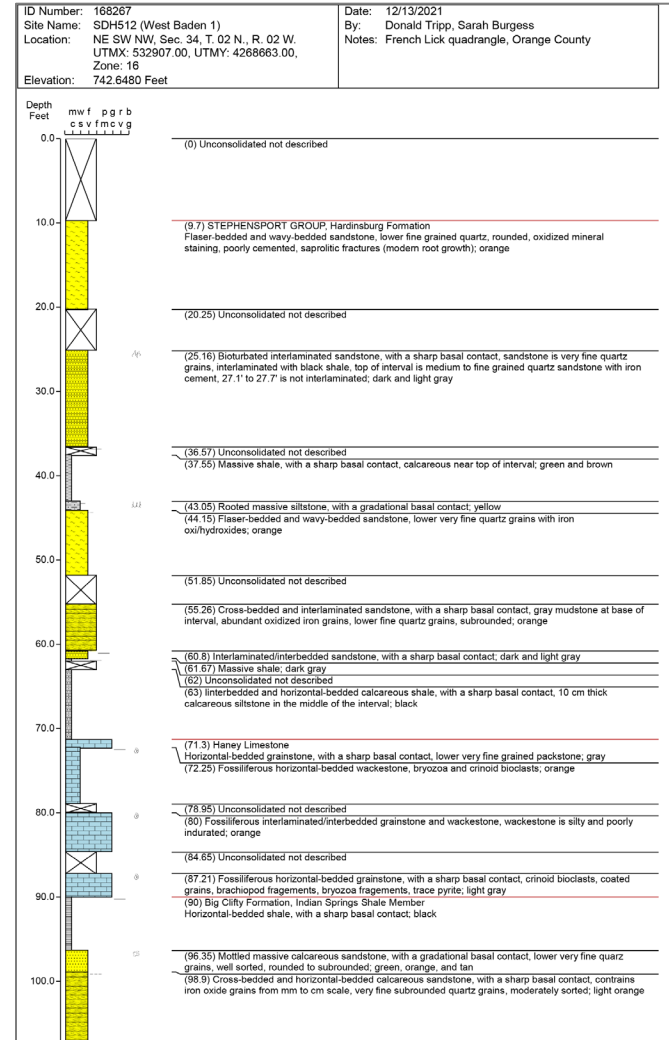 ID Number: 168267
Site Name: SDH512 (West Baden 1)
Location: NE SW NW, Sec. 34, T. 02 N., R. 02 W.
UTMX: 532907.00, UTMY: 4268663.00,
Zone: 16
Elevation: 742.6480 Feet
Date: 12/13/2021
By: Donald Tripp, Sarah Burgess
Notes: French Lick quadrangle, Orange County
Depth
Feet
m w f p g r b
c s v f m c v g
0.0
(0) Unconsolidated not described
10.0
(9.7) STEPHENSPORT GROUP, Hardinsburg Formation
Flaser-bedded and wavy-bedded sandstone, lower fine grained quartz, rounded, oxidized mineral
staining, poorly cemented, saprolitic fractures (modern root growth); orange
20.0
(20.25) Unconsolidated not described
(25.16) Bioturbated interlaminated sandstone, with a sharp basal contact, sandstone is very fine quartz
grains, interlaminated with black shale, top of interval is medium to fine grained quartz sandstone with iron
cement, 27.1' to 27.7' is not interlaminated; dark and light gray
30.0
(36.57) Unconsolidated not described
(37.55) Massive shale, with a sharp basal contact, calcareous near top of interval; green and brown
40.0
(43.05) Rooted massive siltstone, with a gradational basal contact; yellow
(44.15) Flaser-bedded and wavy-bedded sandstone, lower very fine quartz grains with iron
oxi/hydroxides; orange
50.0
(51.85) Unconsolidated not described
(55.26) Cross-bedded and interlaminated sandstone, with a sharp basal contact, gray mudstone at base of
interval, abundant oxidized iron grains, lower fine quartz grains, subrounded; orange
60.0
(60.8) Interlaminated/interbedded sandstone, with a sharp basal contact; dark and light gray
(61.67) Massive shale; dark gray
(62) Unconsolidated not described
(63) Iinterbedded and horizontal-bedded calcareous shale, with a sharp basal contact, 10 cm thick
calcareous siltstone in the middle of the interval; black
70.0
(71.3) Haney Limestone
Horizontal-bedded grainstone, with a sharp basal contact, lower very fine grained packstone; gray
(72.25) Fossiliferous horizontal-bedded wackestone, bryozoa and crinoid bioclasts; orange
(78.95) Unconsolidated not described
80.0
(80) Fossiliferous interlaminated/interbedded grainstone and wackestone, wackestone is silty and poorly
indurated; orange
(84.65) Unconsolidated not described
(87.21) Fossiliferous horizontal-bedded grainstone, with a sharp basal contact, crinoid bioclasts, coated
grains, brachiopod fragements, bryozoa fragements, trace pyrite; light gray
90.0
(90) Big Clifty Formation, Indian Springs Shale Member
Horizontal-bedded shale, with a sharp basal contact; black
(96.35) Mottled massive calcareous sandstone, with a gradational basal contact, lower very fine quarz
grains, well sorted, rounded to subrounded; green, orange, and tan
(98.9) Cross-bedded and horizontal-bedded calcareous sandstone, with a sharp basal contact, contrains
iron oxide grains from mm to cm scale, very fine subrounded quartz grains, moderately sorted; light orange
100.0